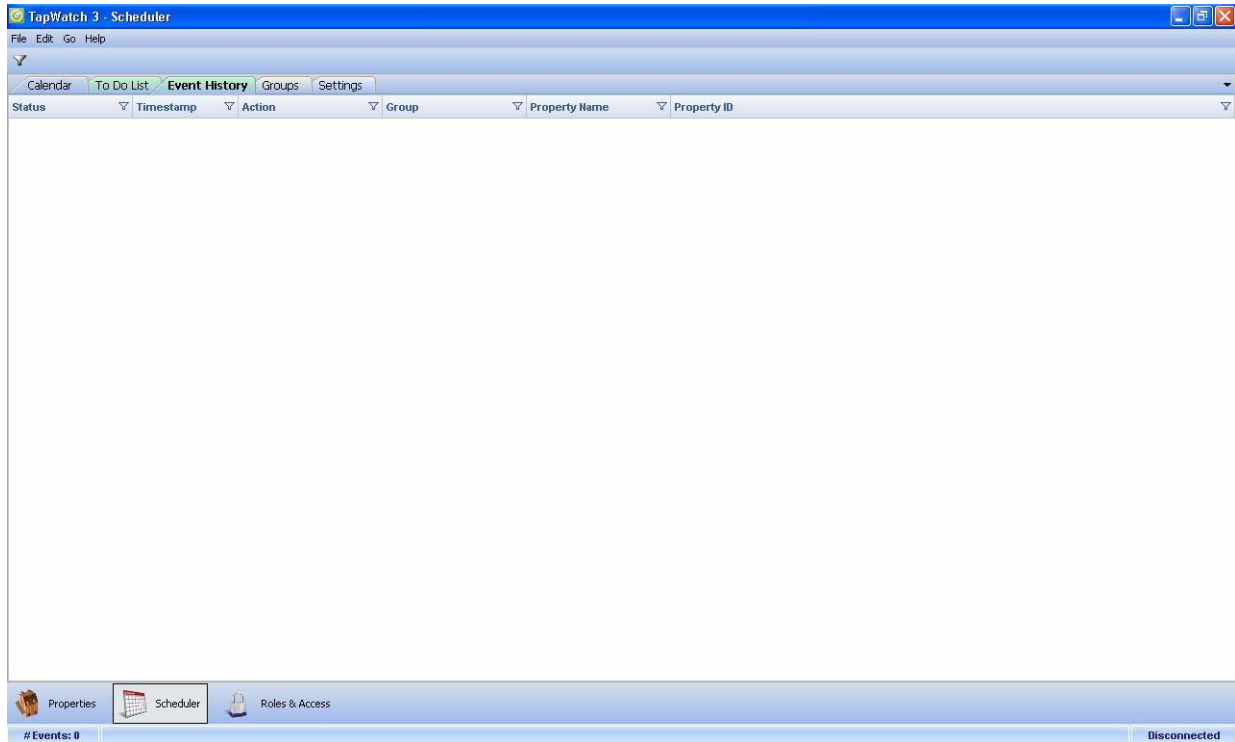 TapWatch 3 - Scheduler
File Edit Go Help
Calendar To Do List Event History Groups Settings
Status Timestamp Action Group Property Name Property ID
Properties Scheduler Roles & Access
# Events: 0 Disconnected